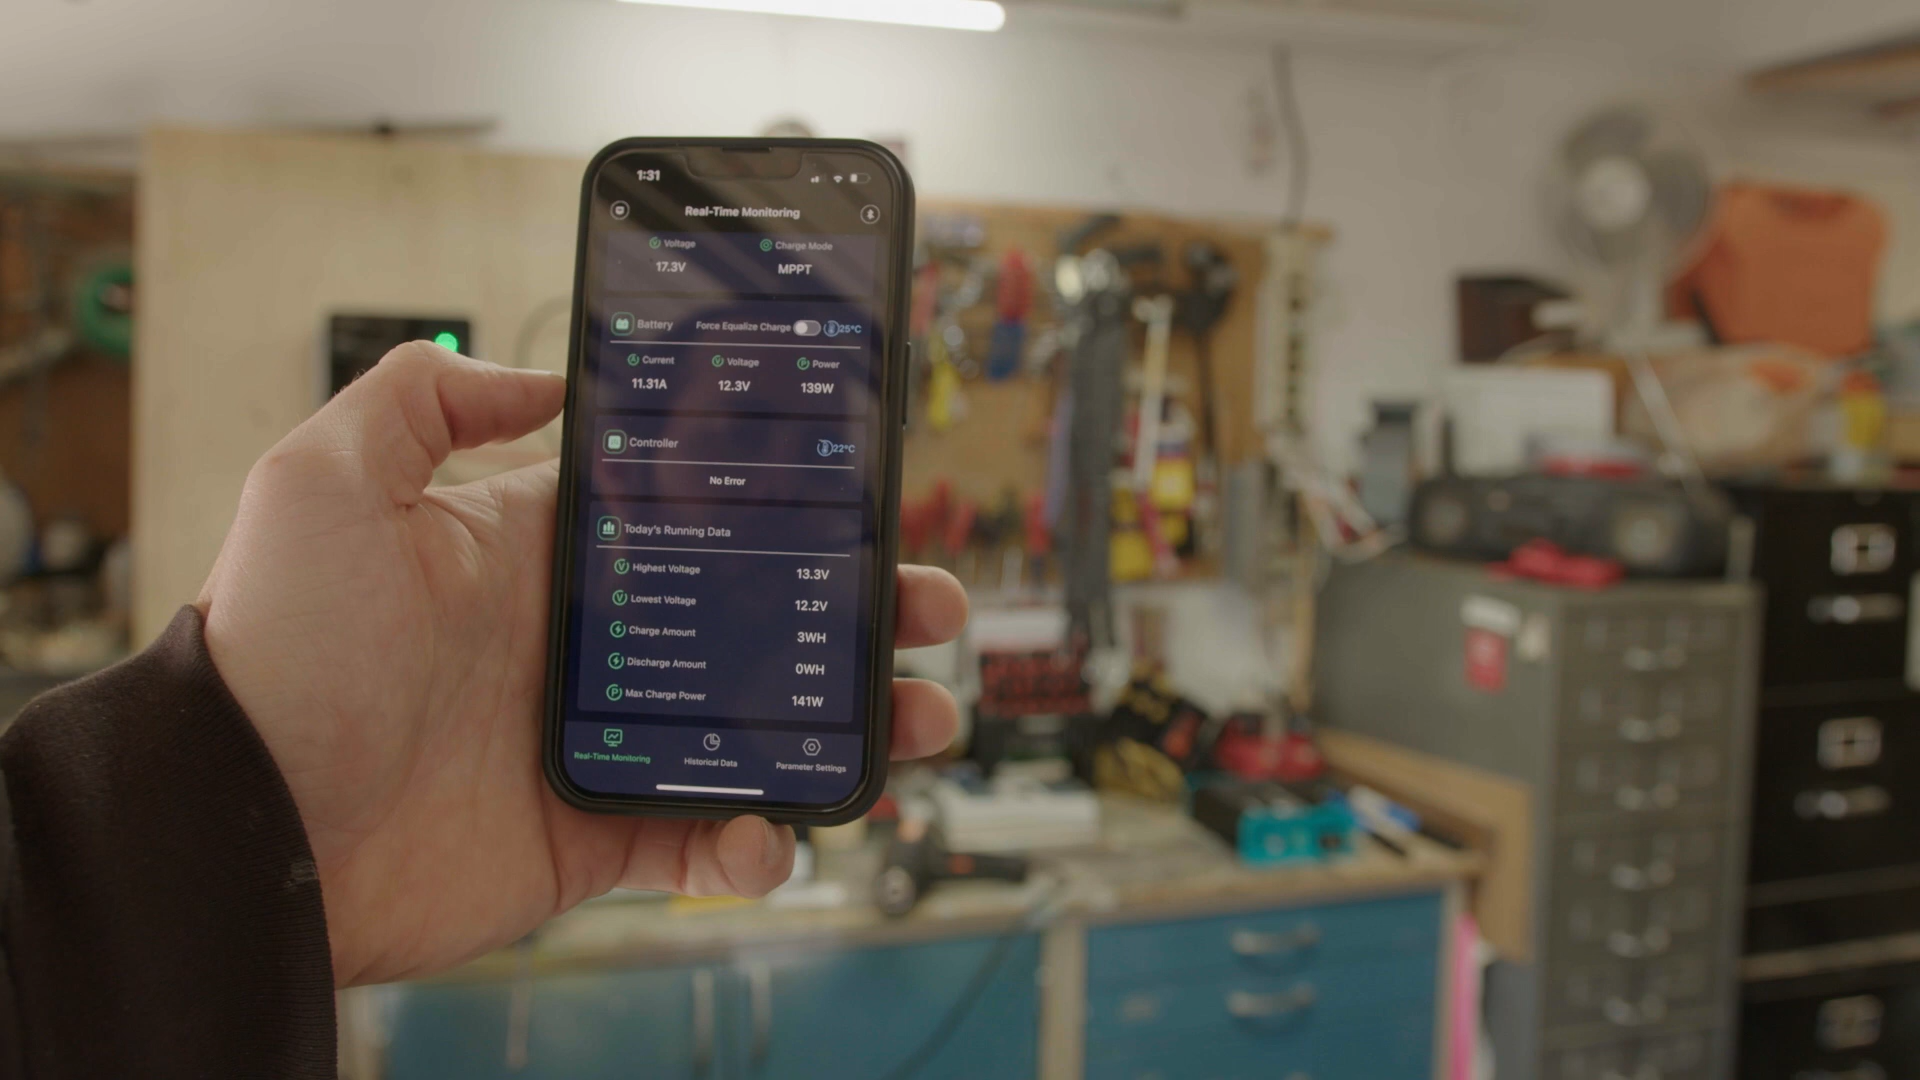 1:31
Real-Time Monitoring
Voltage Charge Mode
17.3V MPPT
Battery Force Equalize Charge 25°C
Current Voltage Power
11.31A 12.3V 139W
Controller 22°C
No Error
Today's Running Data
Highest Voltage 13.3V
Lowest Voltage 12.2V
Charge Amount 3WH
Discharge Amount 0WH
Max Charge Power 141W
Real-Time Monitoring Historical Data Parameter Settings